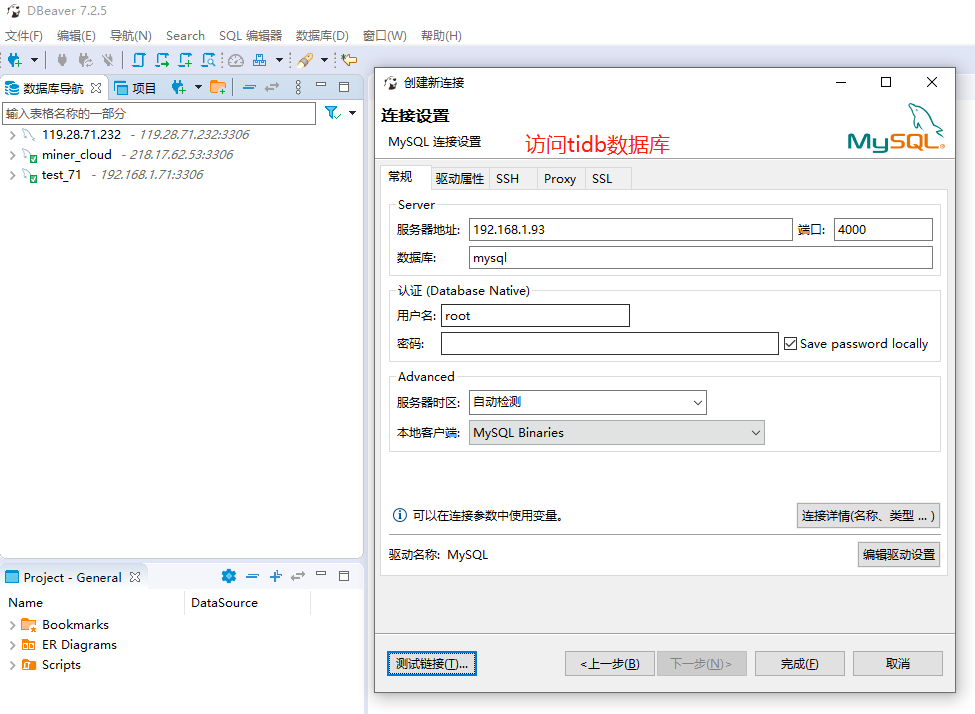 DBeaver 7.2.5
文件(F) 编辑(E) 导航(N) Search SQL 编辑器 数据库(D) 窗口(W) 帮助(H)
数据库导航 项目
输入表格名称的一部分
119.28.71.232 - 119.28.71.232:3306
miner_cloud - 218.17.62.53:3306
test_71 - 192.168.1.71:3306
Project - General
Name DataSource
Bookmarks
ER Diagrams
Scripts
创建新连接
连接设置
MySQL 连接设置
访问tidb数据库
MySQL®
常规 驱动属性 SSH Proxy SSL
Server
服务器地址: 192.168.1.93 端口: 4000
数据库: mysql
认证 (Database Native)
用户名: root
密码: Save password locally
Advanced
服务器时区: 自动检测
本地客户端: MySQL Binaries
可以在连接参数中使用变量。 连接详情(名称、类型 ... )
驱动名称: MySQL 编辑驱动设置
测试链接(T)... <上一步(B) 下一步(N)> 完成(F) 取消